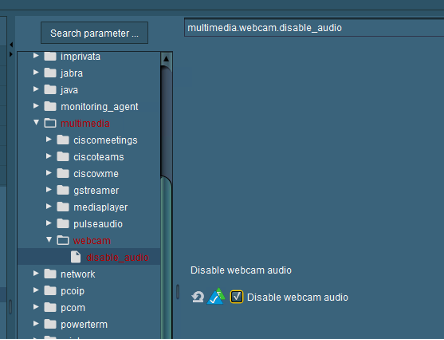 Search parameter ...
multimedia.webcam.disable_audio
imprivata
jabra
java
monitoring_agent
multimedia
ciscomeetings
ciscoteams
ciscovxme
gstreamer
mediaplayer
pulseaudio
webcam
disable_audio
network
pcoip
pcom
powerterm
Disable webcam audio
Disable webcam audio